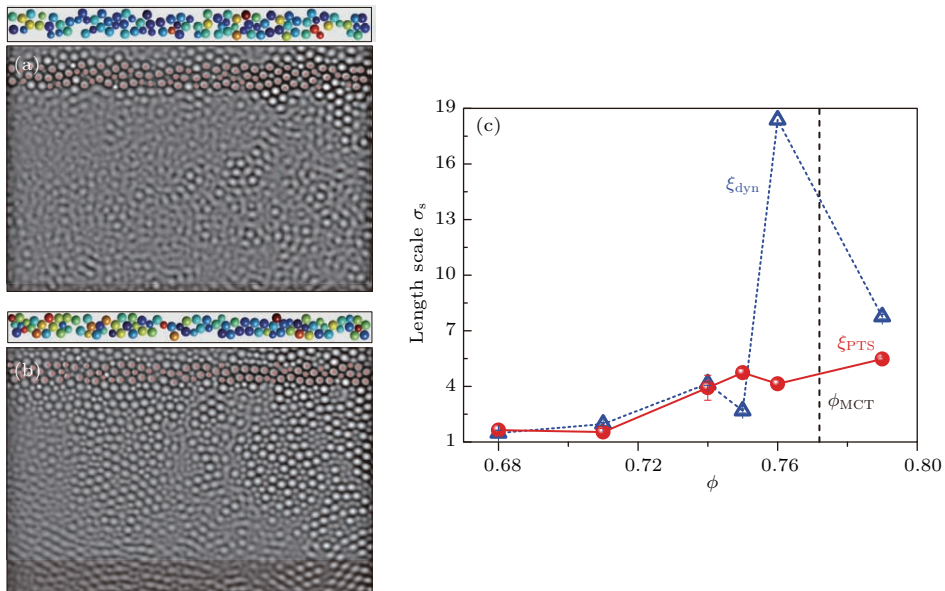 (a)
(b)
(c)
19
16
13
10
7
4
1
Length scale σs
ξdyn
ξPTS
ϕMCT
0.68
0.72
0.76
0.80
ϕ